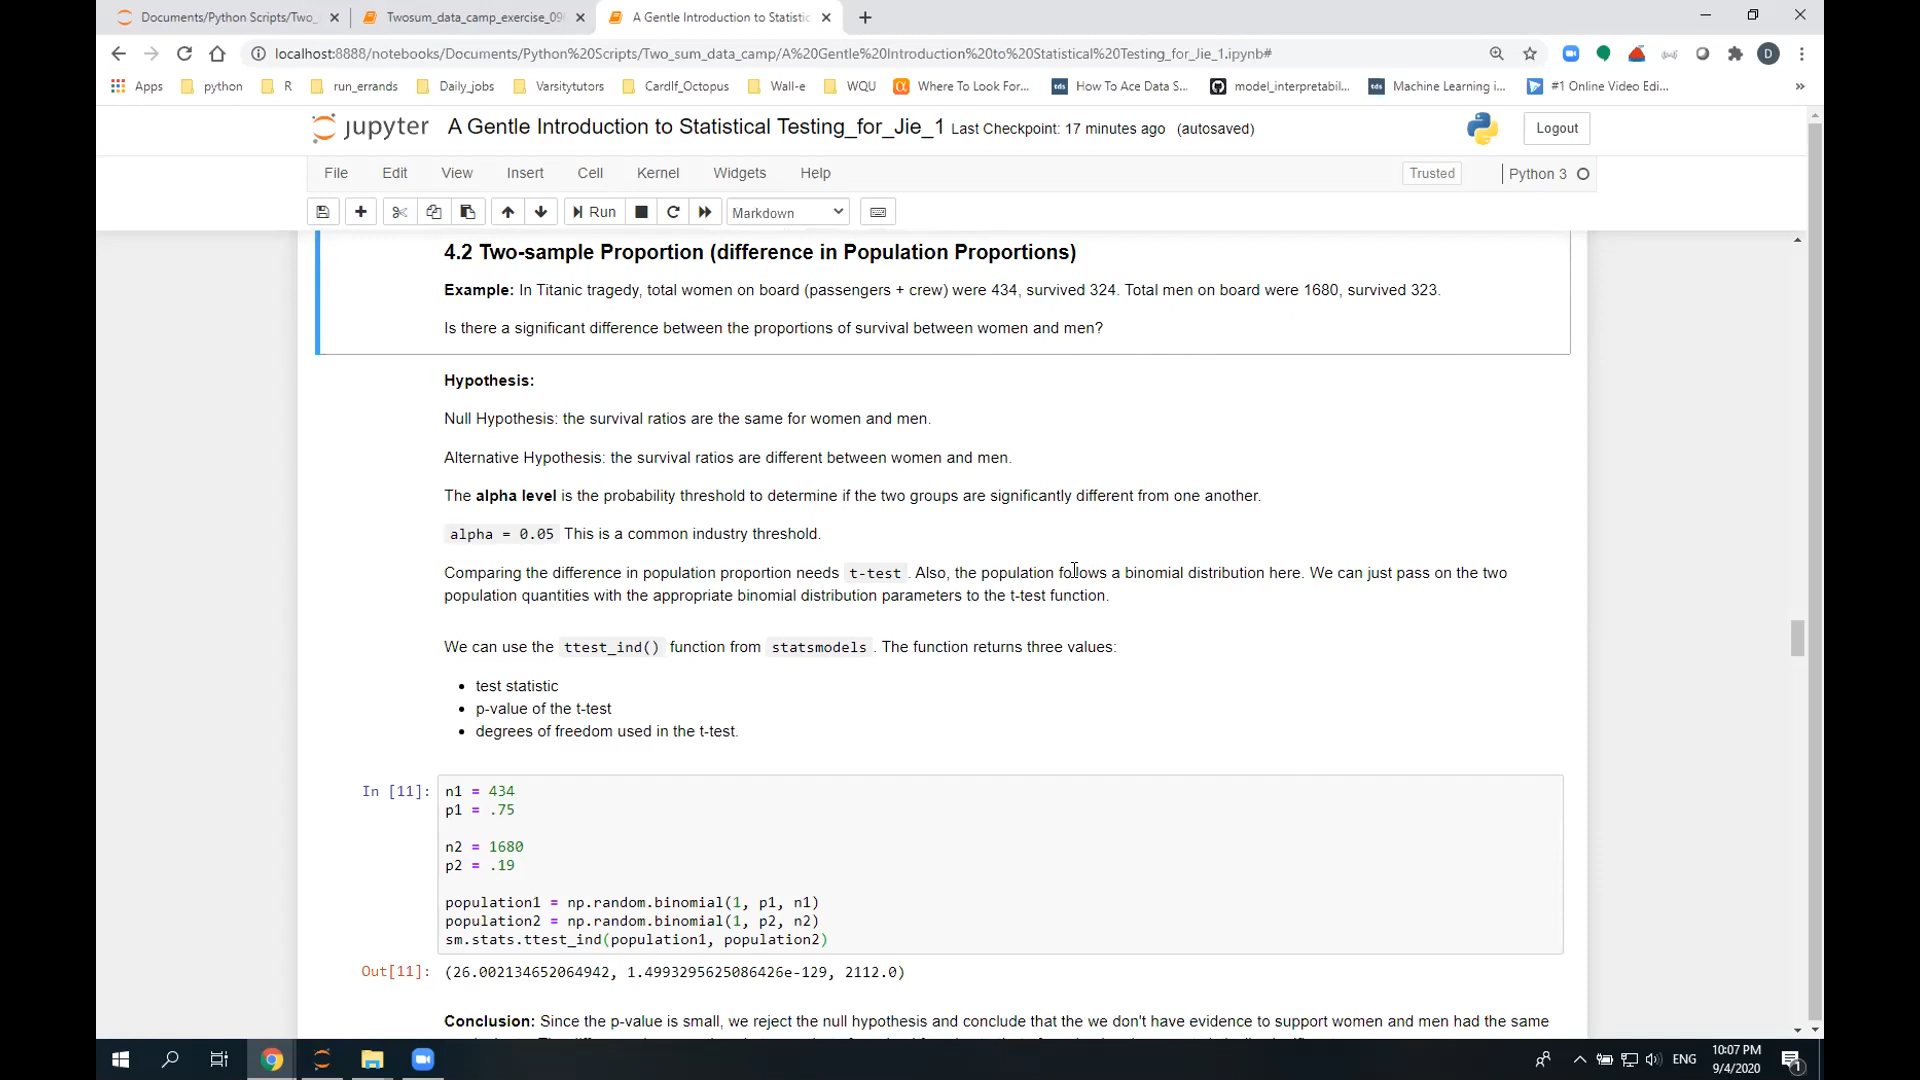 Documents/Python Scripts/Two_
Twosum_data_camp_exercise_09
A Gentle Introduction to Statistic
localhost:8888/notebooks/Documents/Python%20Scripts/Two_sum_data_camp/A%20Gentle%20Introduction%20to%20Statistical%20Testing_for_Jie_1.ipynb#
D
Apps python R run_errands Daily_jobs Varsitytutors Cardlf_Octopus Wall-e WQU Where To Look For... tds How To Ace Data S... model_interpretabil... tds Machine Learning i... #1 Online Video Edi... »
jupyter A Gentle Introduction to Statistical Testing_for_Jie_1 Last Checkpoint: 17 minutes ago (autosaved) Logout
File Edit View Insert Cell Kernel Widgets Help Trusted Python 3
Run Markdown
4.2 Two-sample Proportion (difference in Population Proportions)
Example: In Titanic tragedy, total women on board (passengers + crew) were 434, survived 324. Total men on board were 1680, survived 323.
Is there a significant difference between the proportions of survival between women and men?
Hypothesis:
Null Hypothesis: the survival ratios are the same for women and men.
Alternative Hypothesis: the survival ratios are different between women and men.
The alpha level is the probability threshold to determine if the two groups are significantly different from one another.
alpha = 0.05 This is a common industry threshold.
Comparing the difference in population proportion needs t-test . Also, the population follows a binomial distribution here. We can just pass on the two
population quantities with the appropriate binomial distribution parameters to the t-test function.
We can use the ttest_ind() function from statsmodels . The function returns three values:
• test statistic
• p-value of the t-test
• degrees of freedom used in the t-test.
In [11]: n1 = 434
p1 = .75
n2 = 1680
p2 = .19
population1 = np.random.binomial(1, p1, n1)
population2 = np.random.binomial(1, p2, n2)
sm.stats.ttest_ind(population1, population2)
Out[11]: (26.002134652064942, 1.4993295625086426e-129, 2112.0)
Conclusion: Since the p-value is small, we reject the null hypothesis and conclude that the we don't have evidence to support women and men had the same
ENG
10:07 PM
9/4/2020
1